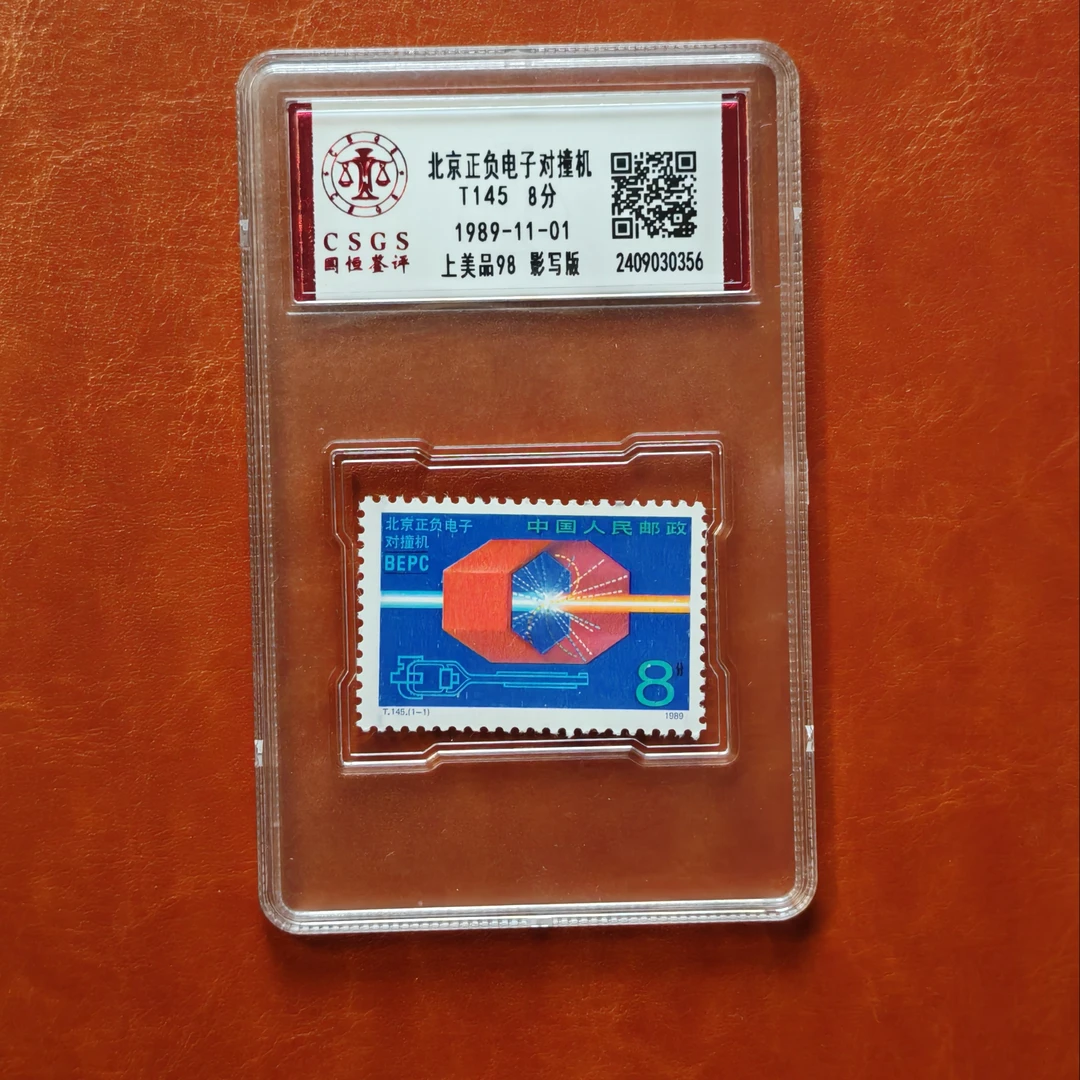 北京正负电子对撞机
T145 8分
1989-11-01
上美品98 影写版
CSGS
国恒鉴评
2409030356
北京正负电子
对撞机
BEPC
中国人民邮政
8分
T.145.(1-1)
1989